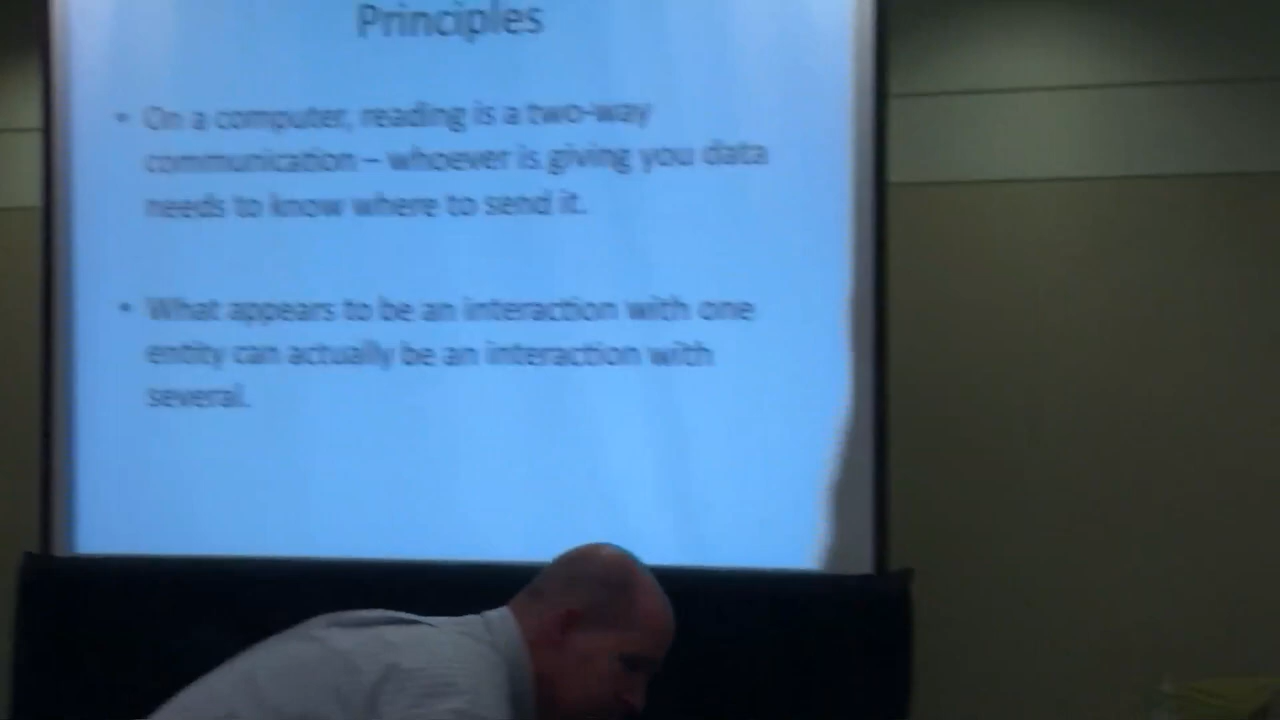 Principles
• On a computer, reading is a two-way
communication – whoever is giving you data
needs to know where to send it.
• What appears to be an interaction with one
entity can actually be an interaction with
several.